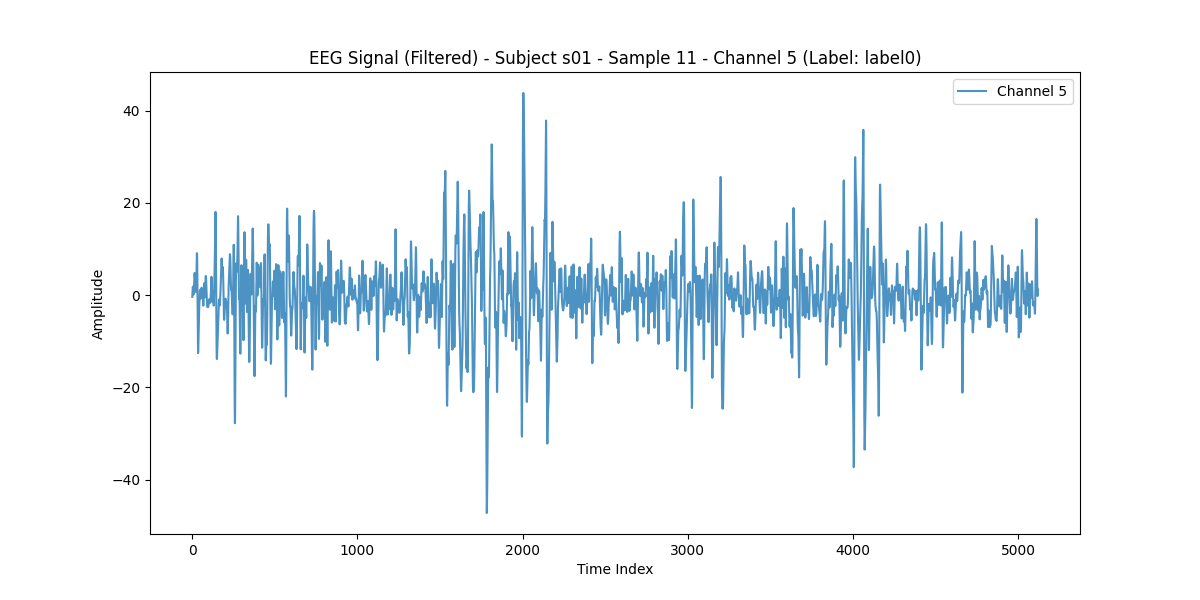 EEG Signal (Filtered) - Subject s01 - Sample 11 - Channel 5 (Label: label0)
Channel 5
40
20
0
−20
−40
Amplitude
0 1000 2000 3000 4000 5000
Time Index